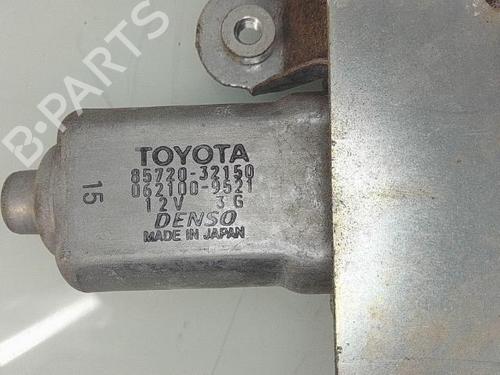 B-PARTS
TOYOTA
85720-32150
062100-9521
12V 3G
DENSO
MADE IN JAPAN
15